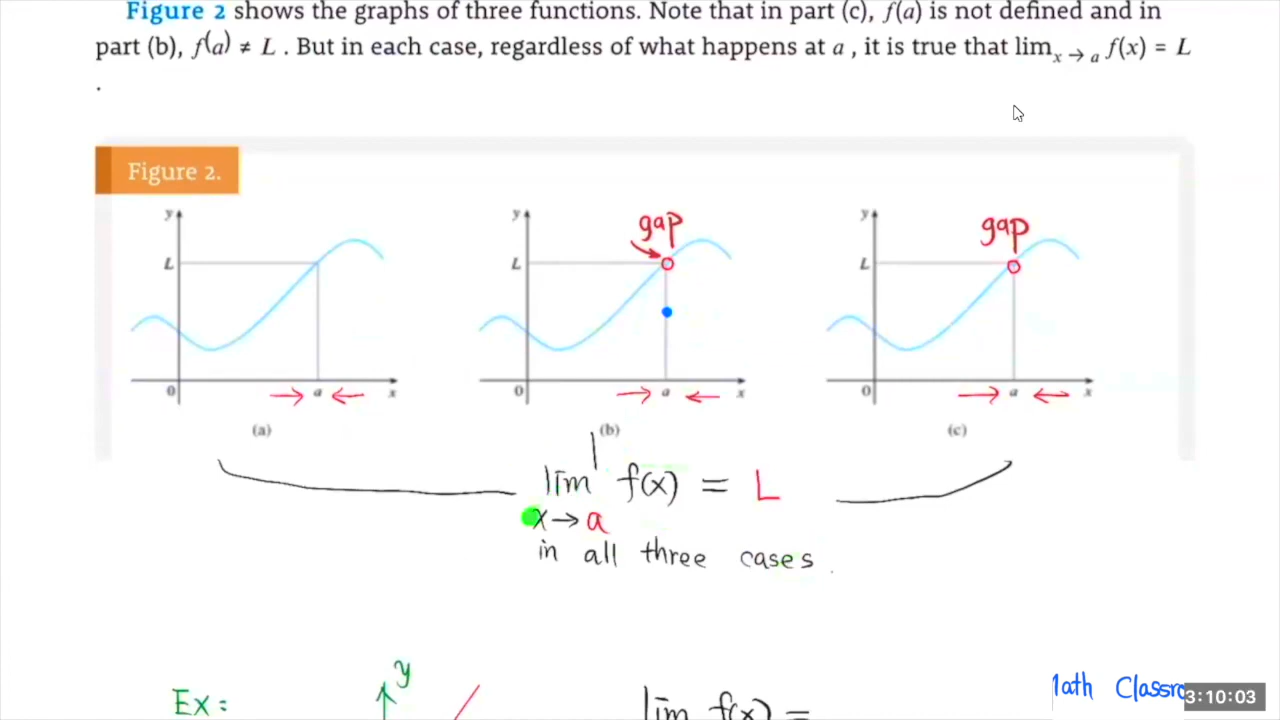 Figure 2 shows the graphs of three functions. Note that in part (c), f(a) is not defined and in
part (b), f(a) ≠ L . But in each case, regardless of what happens at a , it is true that lim x → a f(x) = L
.
Figure 2.
y y y
gap gap
L L L
0 → a ← x 0 → a ← x 0 → a ← x
(a) (b) (c)
lim f(x) = L
x → a
in all three cases .
y
Ex:
lim f(x) =
Math Classro
3:10:03